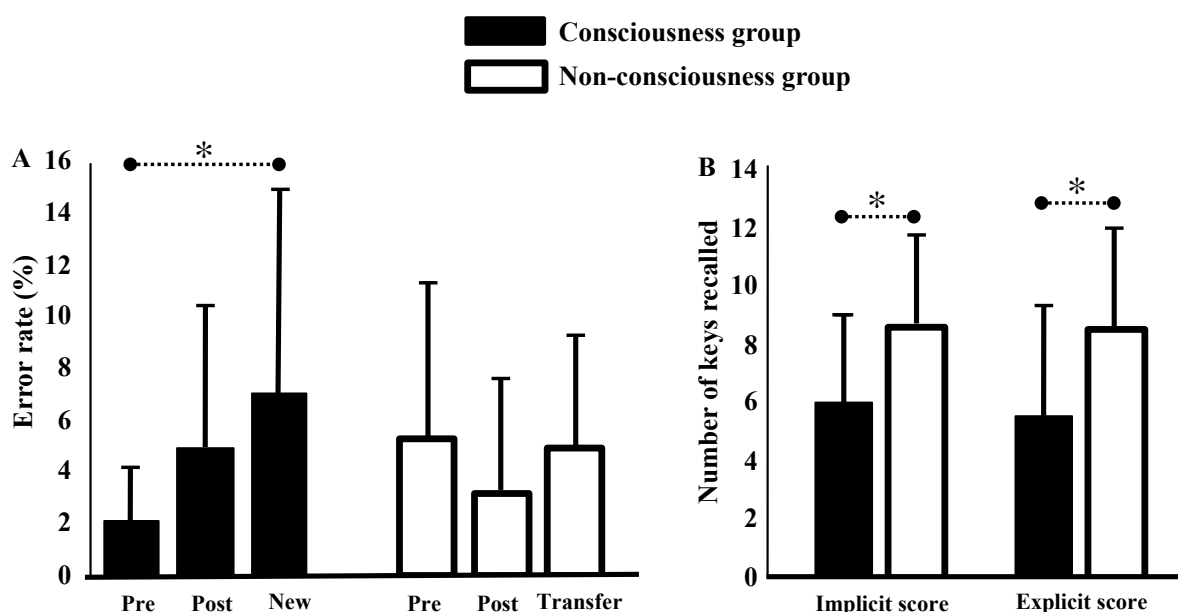 Consciousness group
Non-consciousness group
A
*
Error rate (%)
16
14
12
10
8
6
4
2
0
Pre
Post
New
Pre
Post
Transfer
B
*
*
Number of keys recalled
14
12
10
8
6
4
2
0
Implicit score
Explicit score